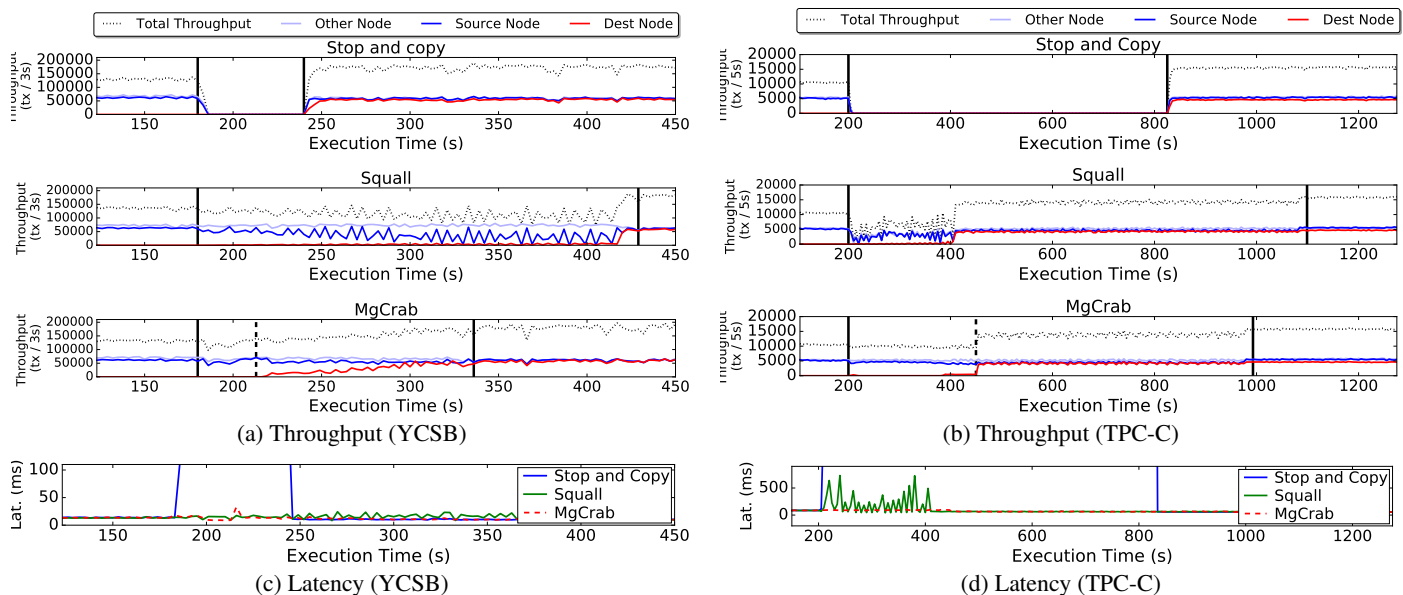 Total Throughput Other Node Source Node Dest Node
Stop and copy
Throughput
(tx / 3s)
200000
150000
100000
50000
0
150 200 250 300 350 400 450
Execution Time (s)
Squall
Throughput
(tx / 3s)
200000
150000
100000
50000
0
150 200 250 300 350 400 450
Execution Time (s)
MgCrab
Throughput
(tx / 3s)
200000
150000
100000
50000
0
150 200 250 300 350 400 450
Execution Time (s)
(a) Throughput (YCSB)
Total Throughput Other Node Source Node Dest Node
Stop and Copy
Throughput
(tx / 5s)
20000
15000
10000
5000
0
200 400 600 800 1000 1200
Execution Time (s)
Squall
Throughput
(tx / 5s)
20000
15000
10000
5000
0
200 400 600 800 1000 1200
Execution Time (s)
MgCrab
Throughput
(tx / 5s)
20000
15000
10000
5000
0
200 400 600 800 1000 1200
Execution Time (s)
(b) Throughput (TPC-C)
Lat. (ms)
100
50
0
Stop and Copy
Squall
MgCrab
150 200 250 300 350 400 450
Execution Time (s)
(c) Latency (YCSB)
Lat. (ms)
500
0
Stop and Copy
Squall
MgCrab
200 400 600 800 1000 1200
Execution Time (s)
(d) Latency (TPC-C)